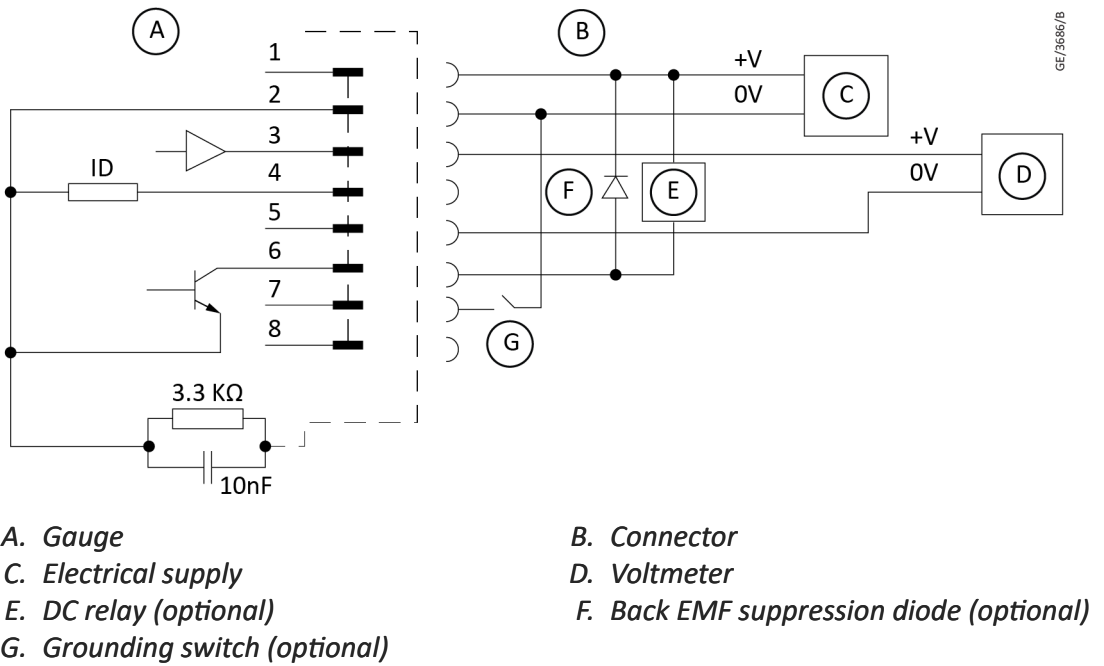 A
B
GE/3686/B
1
+V
2
0V
C
3
+V
ID
4
0V
D
F
E
5
6
7
8
G
3.3 KΩ
10nF
A. Gauge
B. Connector
C. Electrical supply
D. Voltmeter
E. DC relay (optional)
F. Back EMF suppression diode (optional)
G. Grounding switch (optional)